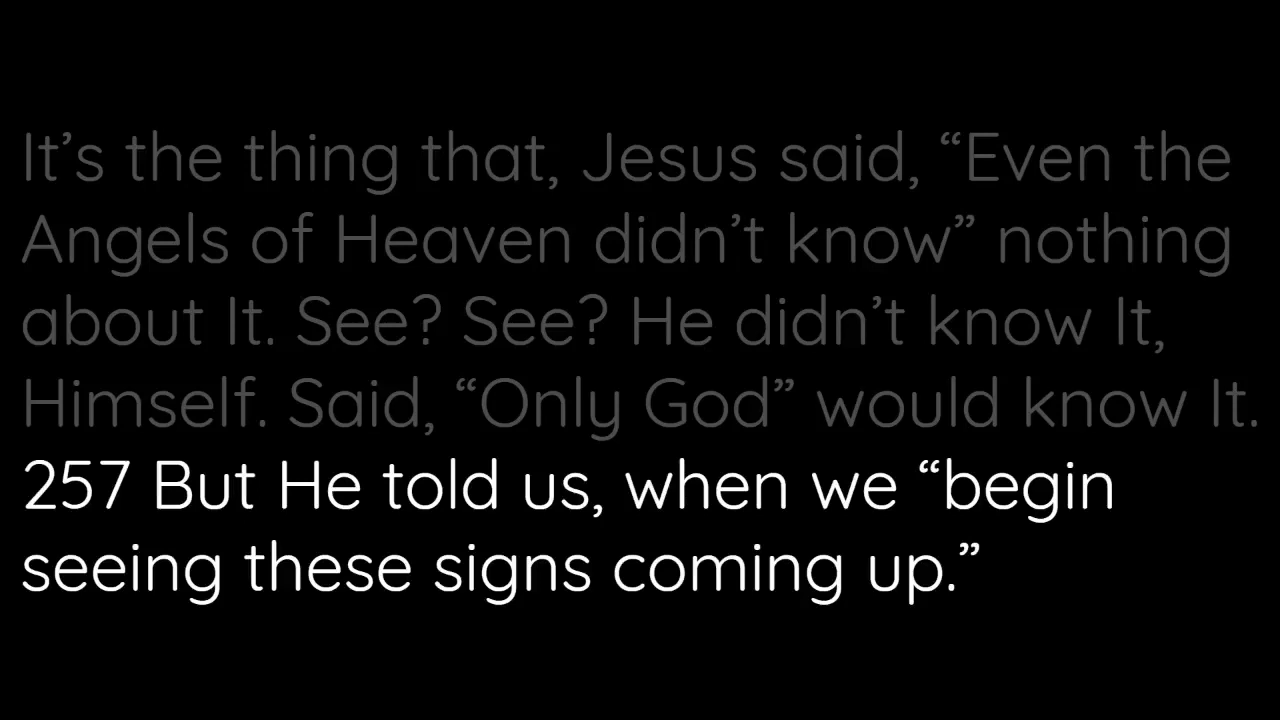 It’s the thing that, Jesus said, “Even the
Angels of Heaven didn’t know” nothing
about It. See? See? He didn’t know It,
Himself. Said, “Only God” would know It.
257 But He told us, when we “begin
seeing these signs coming up.”